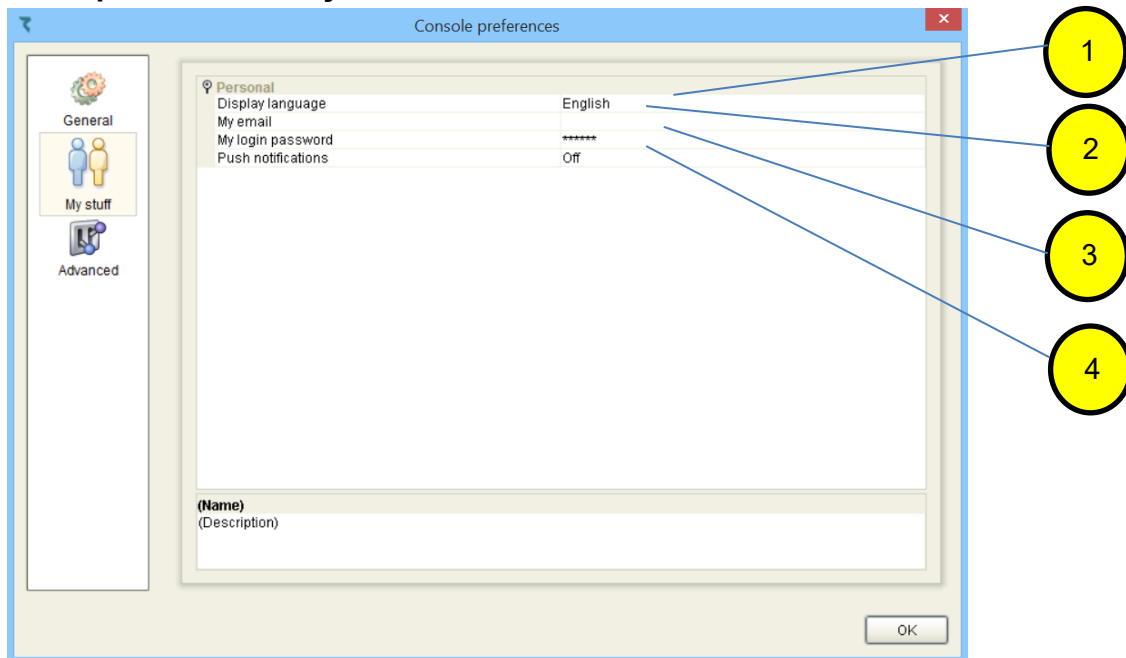 Console preferences
1
General
Personal
Display language English
My email
2
My login password ******
Push notifications Off
My stuff
3
Advanced
4
(Name)
(Description)
OK